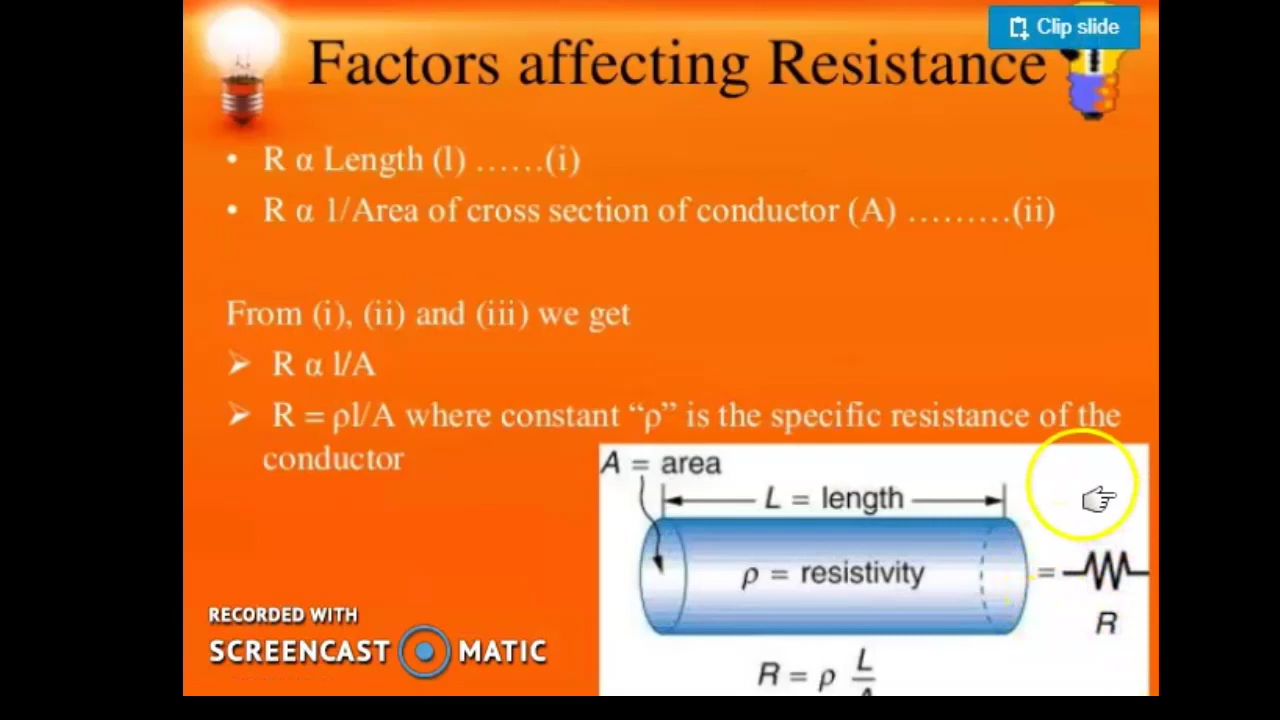 Clip slide
Factors affecting Resistance
• R α Length (l) ……(i)
• R α 1/Area of cross section of conductor (A) ………(ii)
From (i), (ii) and (iii) we get
➢ R α l/A
➢ R = ρl/A where constant “ρ” is the specific resistance of the
conductor
A = area
L = length
ρ = resistivity
=
R
R = ρ L/A
RECORDED WITH
SCREENCAST MATIC